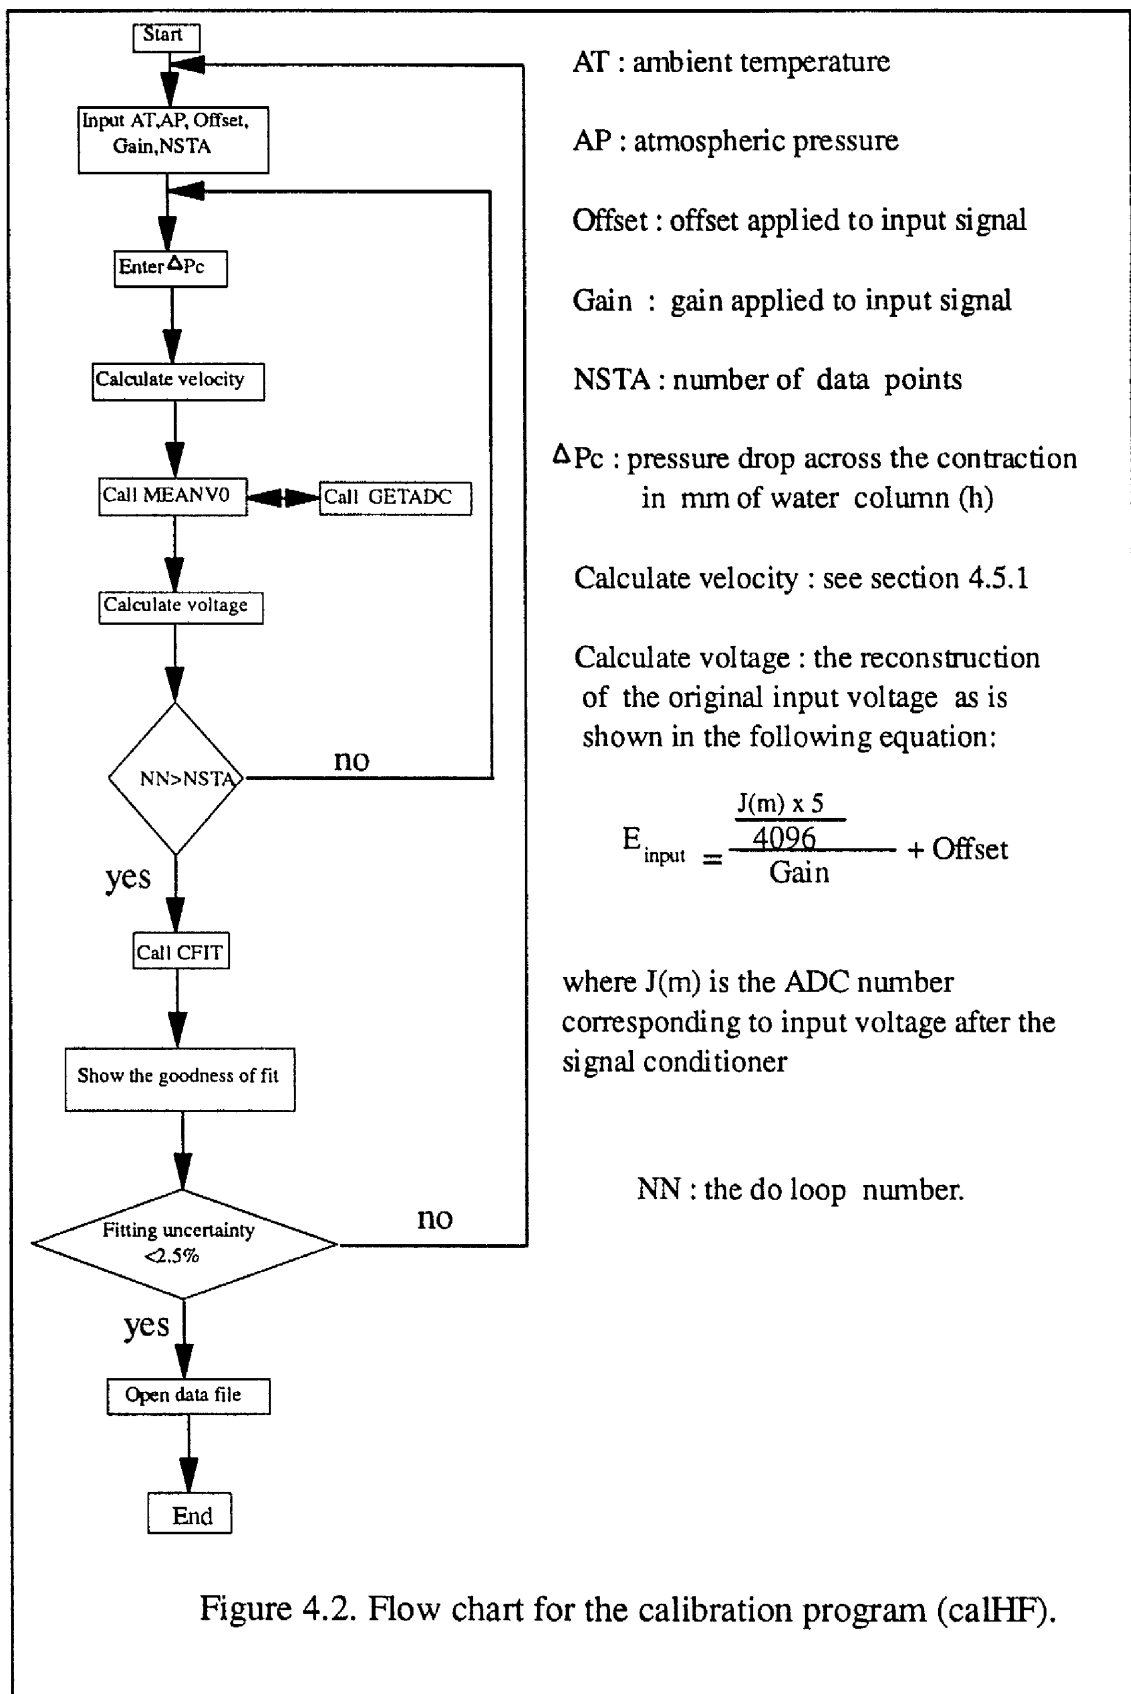 Start
Input AT,AP, Offset,
Gain,NSTA
Enter ΔPc
Calculate velocity
Call MEANV0
Call GETADC
Calculate voltage
NN>NSTA
no
yes
Call CFIT
Show the goodness of fit
Fitting uncertainty
<2.5%
no
yes
Open data file
End
AT : ambient temperature
AP : atmospheric pressure
Offset : offset applied to input signal
Gain : gain applied to input signal
NSTA : number of data points
ΔPc : pressure drop across the contraction
in mm of water column (h)
Calculate velocity : see section 4.5.1
Calculate voltage : the reconstruction
of the original input voltage as is
shown in the following equation:
J(m) x 5
4096
E input = + Offset
Gain
where J(m) is the ADC number
corresponding to input voltage after the
signal conditioner
NN : the do loop number.
Figure 4.2. Flow chart for the calibration program (calHF).